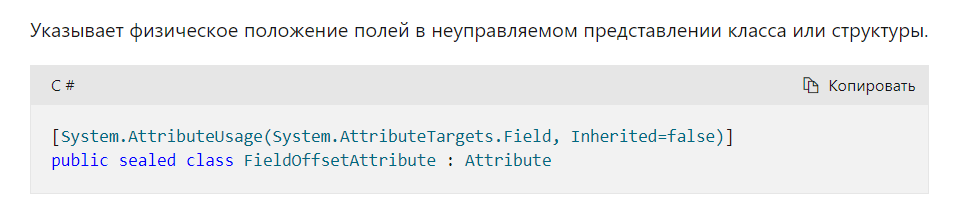 Указывает физическое положение полей в неуправляемом представлении класса или структуры.
C #
Копировать
[System.AttributeUsage(System.AttributeTargets.Field, Inherited=false)]
public sealed class FieldOffsetAttribute : Attribute